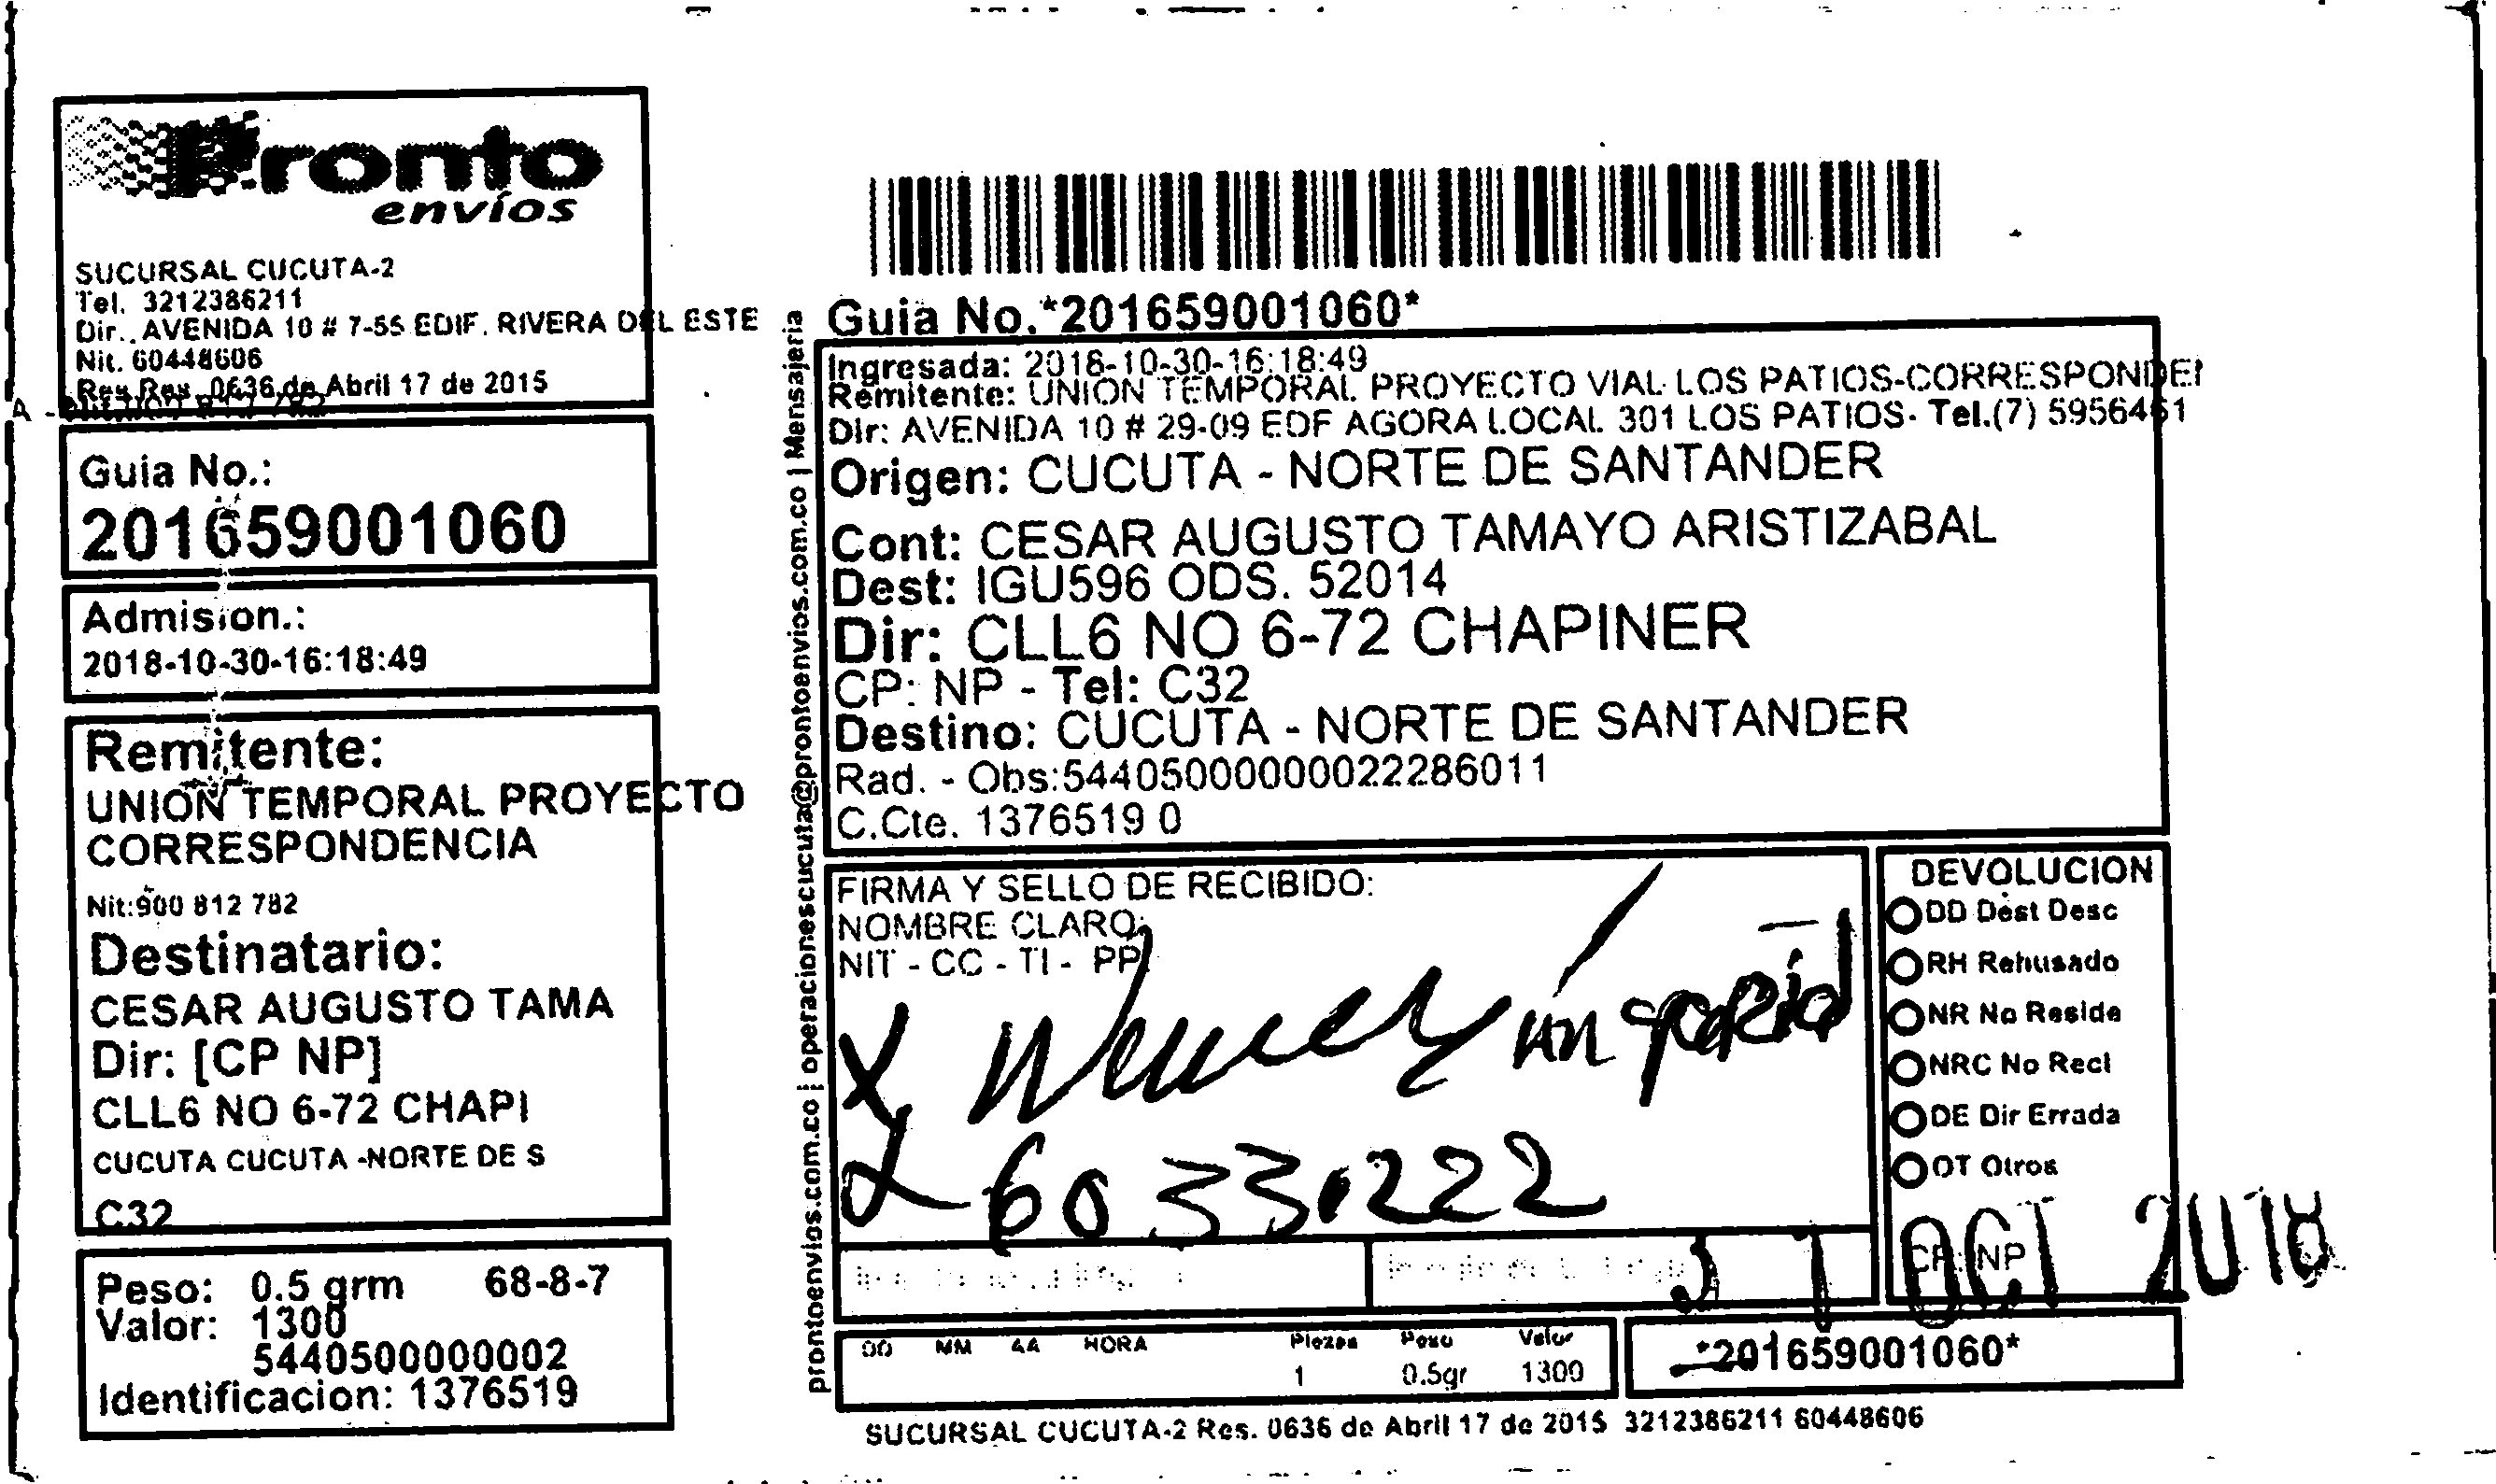 Pronto
envíos
SUCURSAL CUCUTA-2
Tel. 3212386211
Dir.. AVENIDA 10 # 7-55 EDIF. RIVERA DEL ESTE
Nit. 60448606
Res Res. 0636 de Abril 17 de 2015
Guia No.:
201659001060
Admision.:
2018-10-30-16:18:49
Remitente:
UNION TEMPORAL PROYECTO
CORRESPONDENCIA
Nit:900 812 782
Destinatario:
CESAR AUGUSTO TAMA
Dir: [CP NP]
CLL6 NO 6-72 CHAPI
CUCUTA CUCUTA -NORTE DE S
C32
Peso: 0.5 grm 68-8-7
Valor: 1300
5440500000002
Identificacion: 1376519
prontoenvios.com.co | operacionescucuta@prontoenvios.com.co | Mensajeria
Guia No.*201659001060*
Ingresada: 2018-10-30-16:18:49
Remitente: UNION TEMPORAL PROYECTO VIAL LOS PATIOS-CORRESPONDEN
Dir: AVENIDA 10 # 29-09 EDF AGORA LOCAL 301 LOS PATIOS- Tel.(7) 5956461
Origen: CUCUTA - NORTE DE SANTANDER
Cont: CESAR AUGUSTO TAMAYO ARISTIZABAL
Dest: IGU596 ODS. 52014
Dir: CLL6 NO 6-72 CHAPINER
CP: NP - Tel: C32
Destino: CUCUTA - NORTE DE SANTANDER
Rad. - Obs:544050000000022286011
C.Cte. 1376519 0
FIRMA Y SELLO DE RECIBIDO:
NOMBRE CLARO:
NIT - CC - TI - PP:
60330222
DEVOLUCION
DD Dest Desc
RH Rehusado
NR No Reside
NRC No Recl
DE Dir Errada
OT Otros
CP: NP
31 OCT 2018
DD MM AA HORA Piezas Peso Valor
1 0.5gr 1300
*201659001060*
SUCURSAL CUCUTA-2 Res. 0636 de Abril 17 de 2015 3212386211 60448606